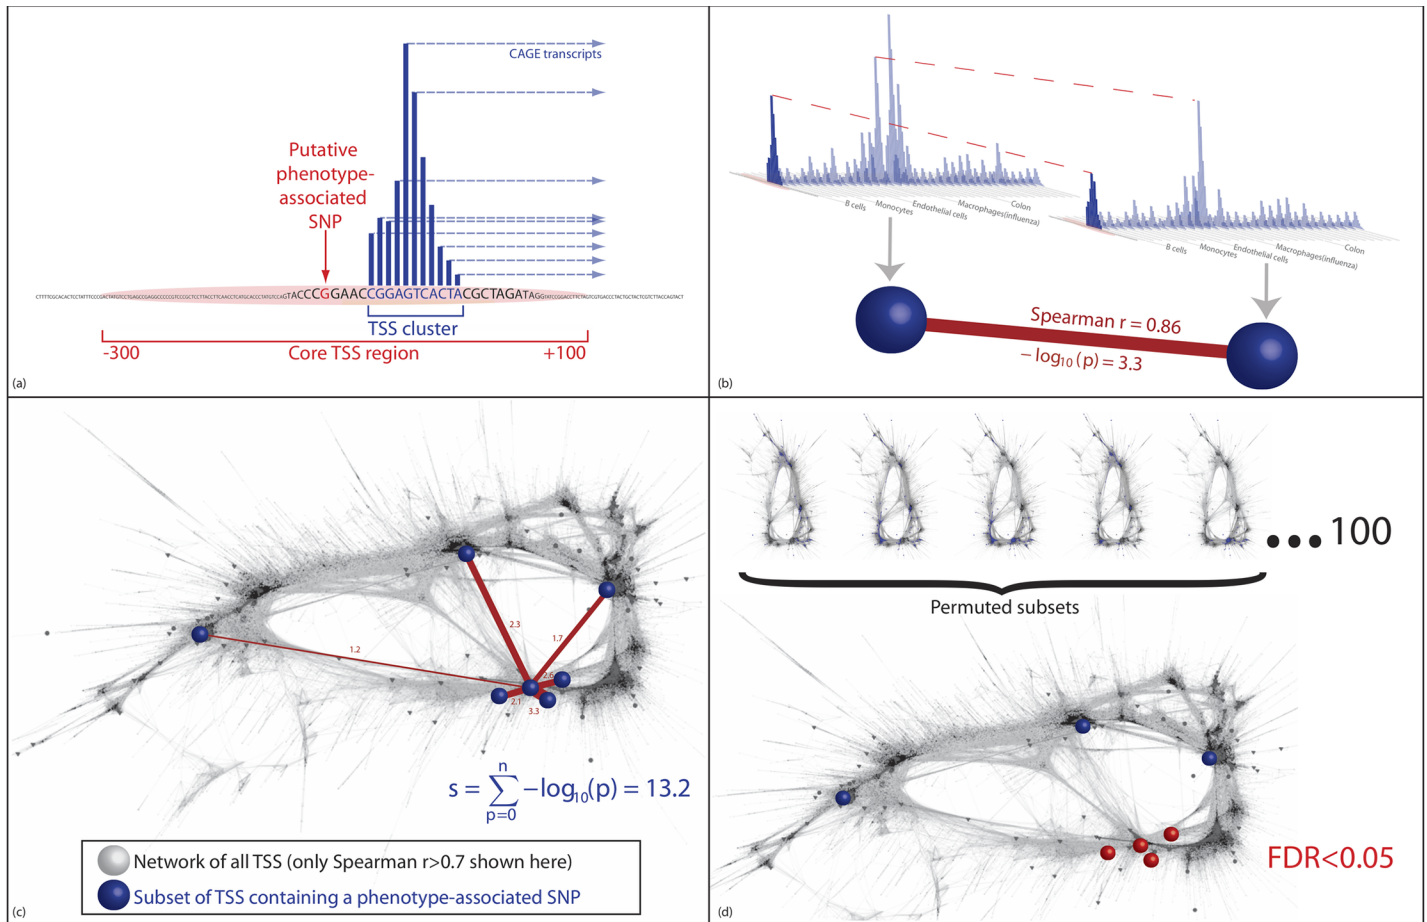 CAGE transcripts
Putative
phenotype-
associated
SNP
GTACCCGGGAACCGGAGTCACTACGCTAGATAG
TSS cluster
-300
Core TSS region
+100
(a)
B cells
Monocytes
Endothelial cells
Macrophages(influenza)
Colon
B cells
Monocytes
Endothelial cells
Macrophages(influenza)
Colon
Spearman r = 0.86
−log10(p) = 3.3
(b)
2.3
1.7
1.2
2.6
2.1
3.3
n
s = ∑ −log10(p) = 13.2
p=0
Network of all TSS (only Spearman r>0.7 shown here)
Subset of TSS containing a phenotype-associated SNP
(c)
...100
Permuted subsets
FDR<0.05
(d)